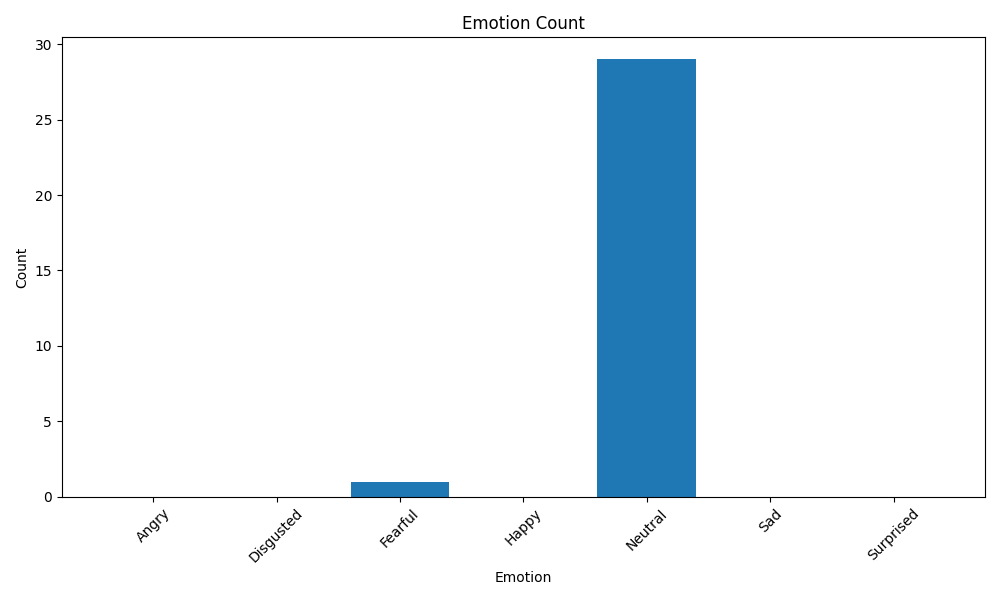 Emotion Count
30
25
20
15
10
5
0
Count
Angry
Disgusted
Fearful
Happy
Neutral
Sad
Surprised
Emotion